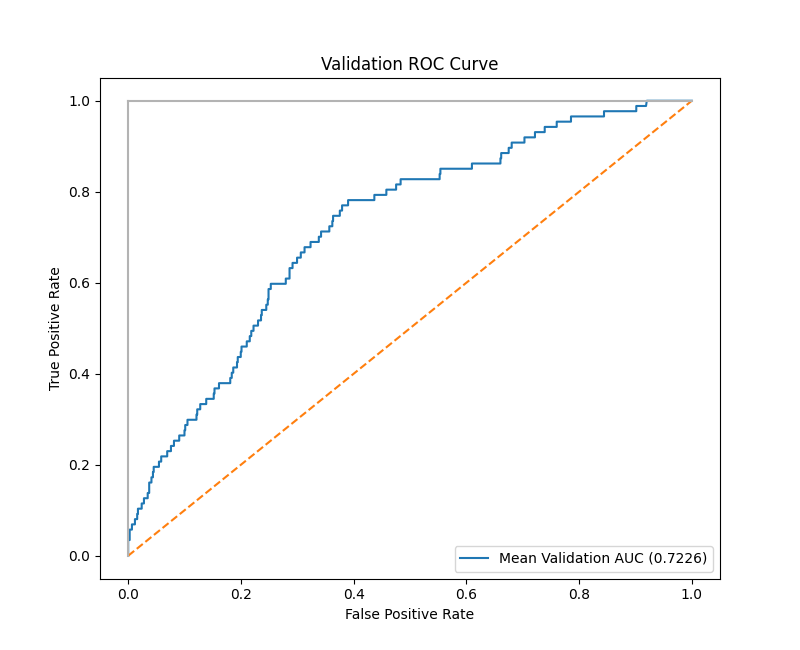 Validation ROC Curve
True Positive Rate
1.0
0.8
0.6
0.4
0.2
0.0
Mean Validation AUC (0.7226)
0.0 0.2 0.4 0.6 0.8 1.0
False Positive Rate